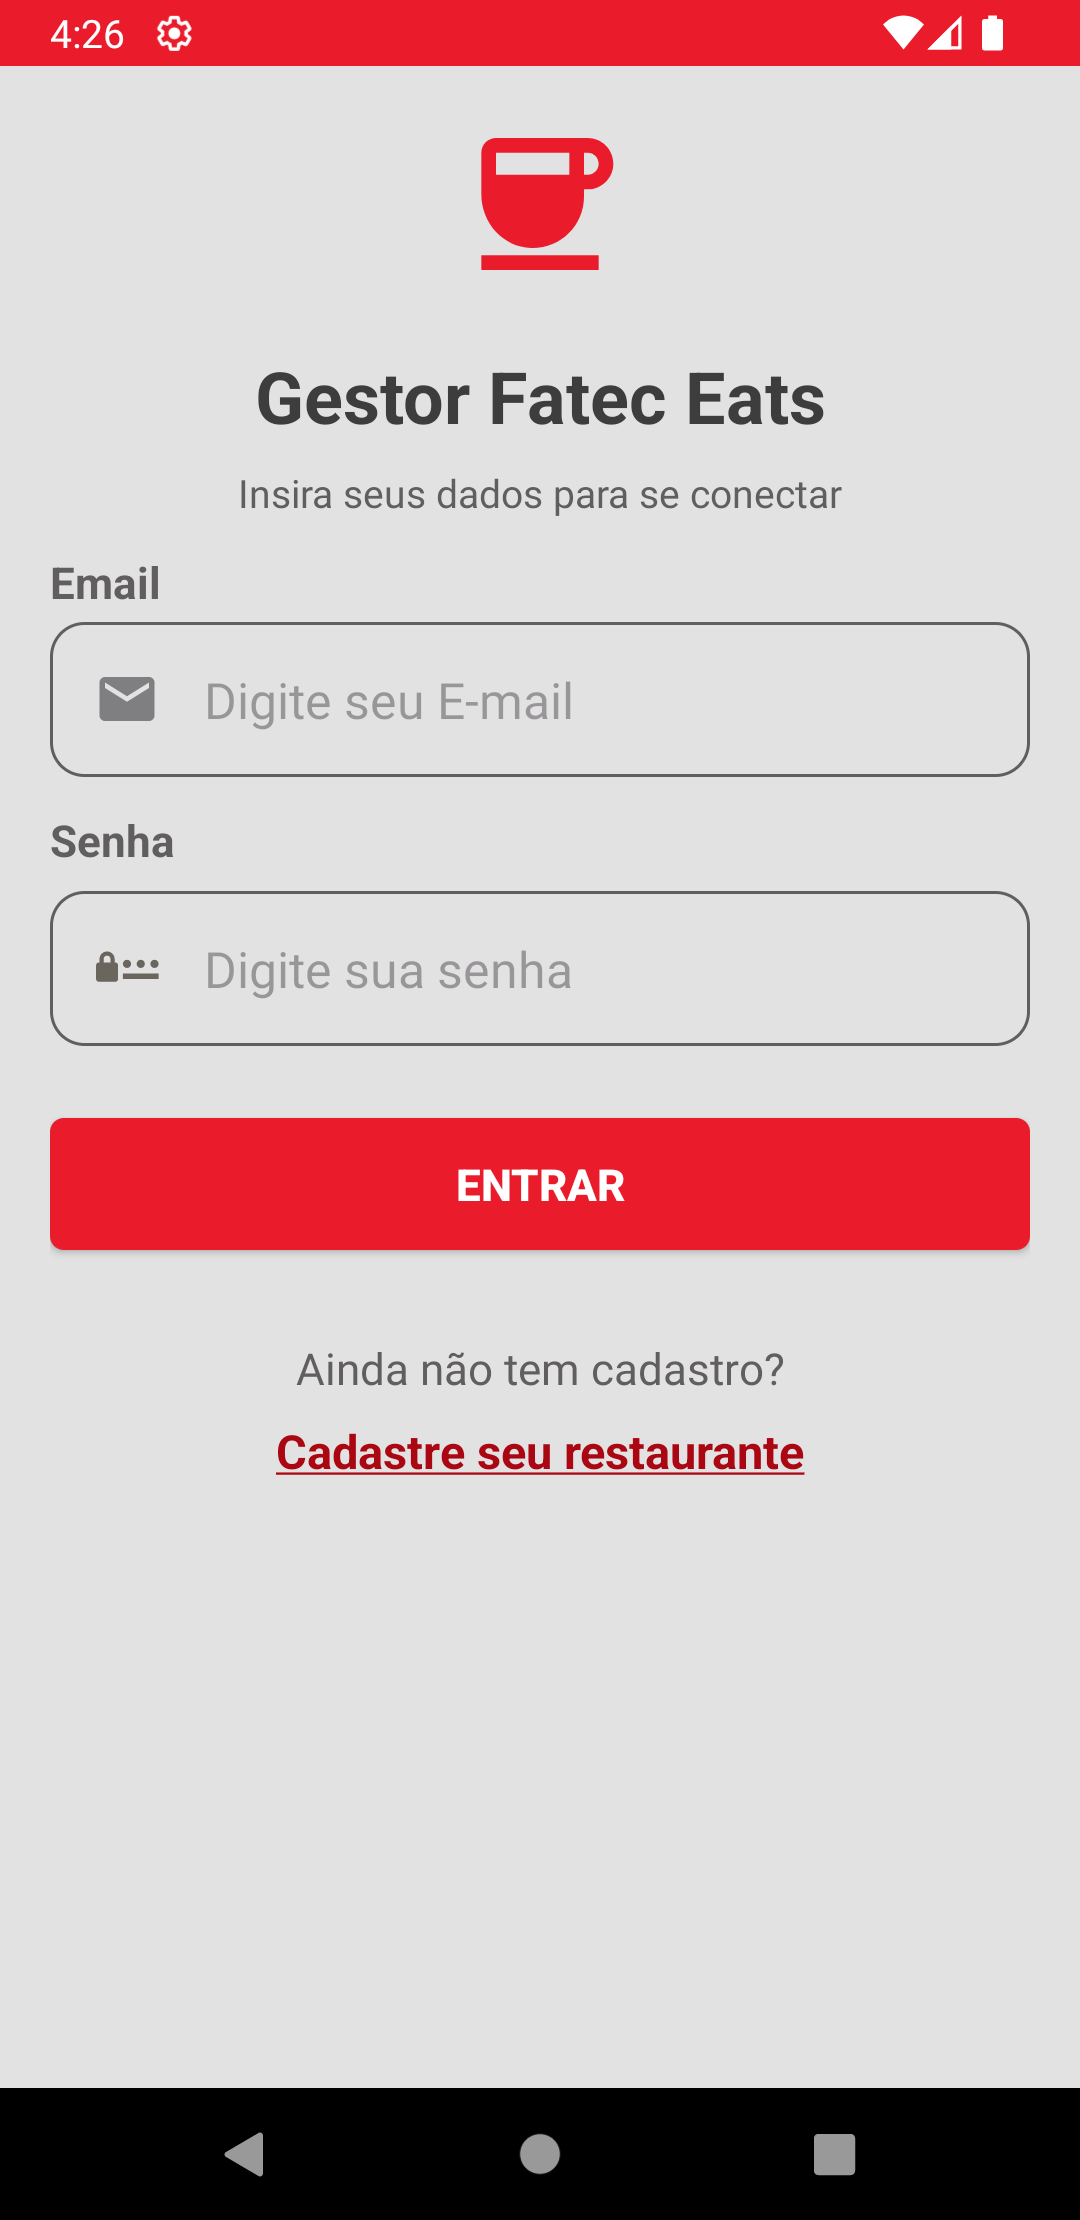 4:26
Gestor Fatec Eats
Insira seus dados para se conectar
Email
Digite seu E-mail
Senha
Digite sua senha
ENTRAR
Ainda não tem cadastro?
Cadastre seu restaurante